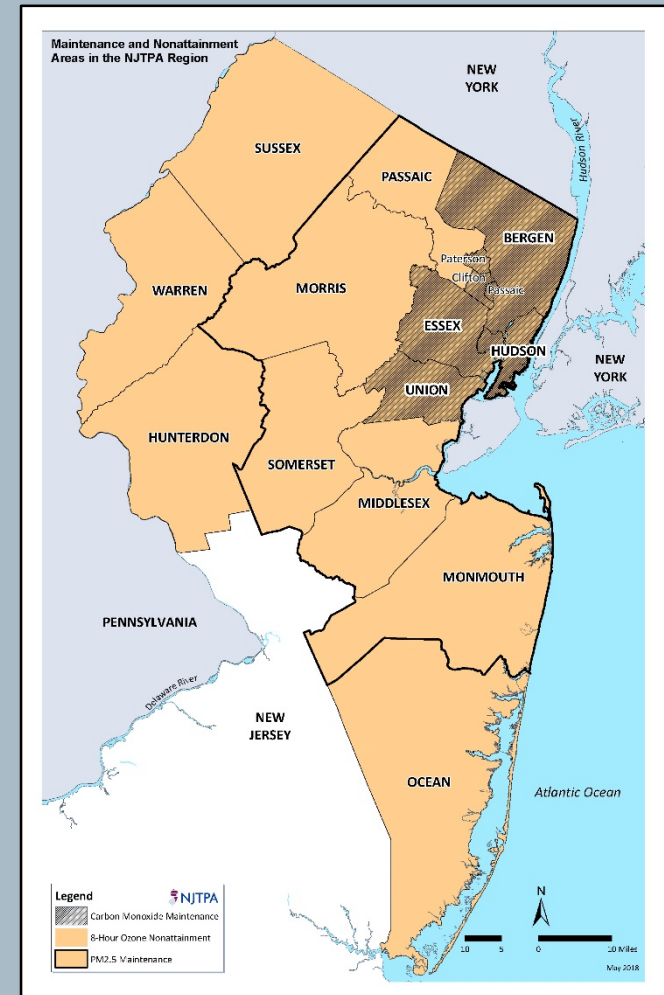 Maintenance and Nonattainment
Areas in the NJTPA Region
NEW
YORK
Hudson River
SUSSEX
PASSAIC
BERGEN
Paterson
Clifton
Passaic
WARREN
MORRIS
ESSEX
HUDSON
NEW
YORK
UNION
HUNTERDON
SOMERSET
MIDDLESEX
MONMOUTH
PENNSYLVANIA
Delaware River
NEW
JERSEY
OCEAN
Atlantic Ocean
Legend
NJTPA
Carbon Monoxide Maintenance
8-Hour Ozone Nonattainment
PM2.5 Maintenance
N
10 5 0 10 Miles
May 2018